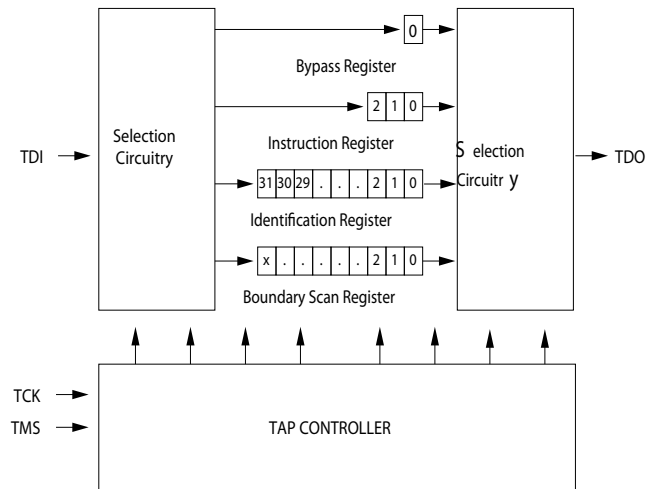 0
Bypass Register
2 1 0
Selection
Circuitry
Instruction Register
S election
Circuitr y
TDI
TDO
31 30 29 . . . 2 1 0
Identification Register
x . . . . . 2 1 0
Boundary Scan Register
TCK
TMS
TAP CONTROLLER